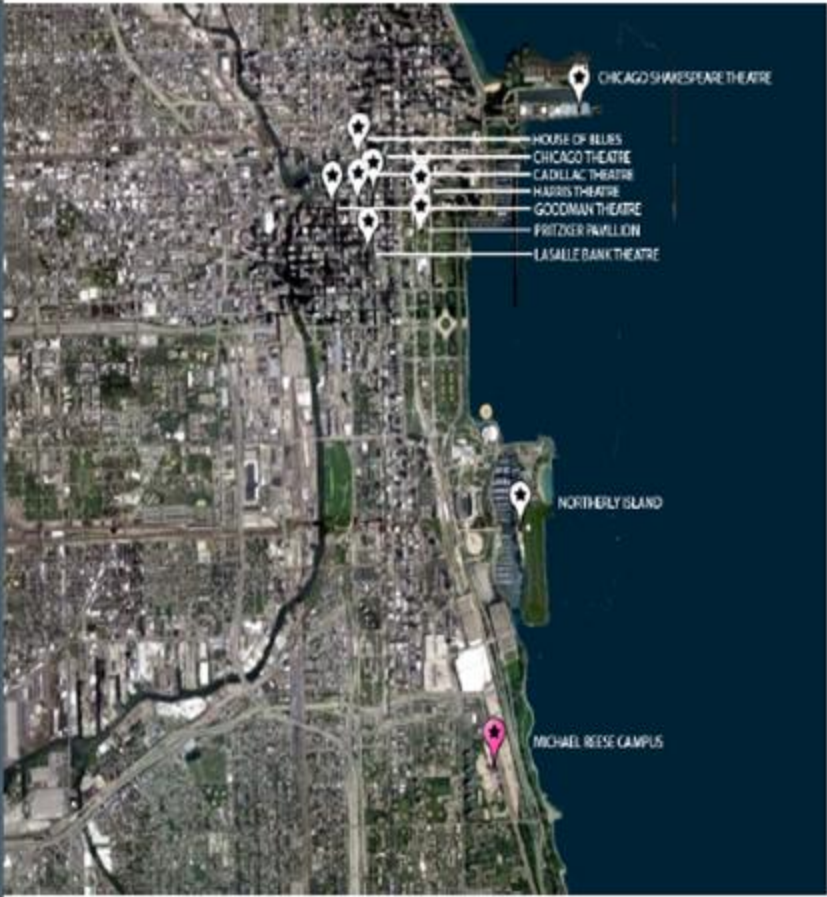 CHICAGO SHAKESPEARE THEATRE
HOUSE OF BLUES
CHICAGO THEATRE
CADILLAC THEATRE
HARRIS THEATRE
GOODMAN THEATRE
PRITZKER PAVILLION
LASALLE BANK THEATRE
NORTHERLY ISLAND
MICHAEL REESE CAMPUS